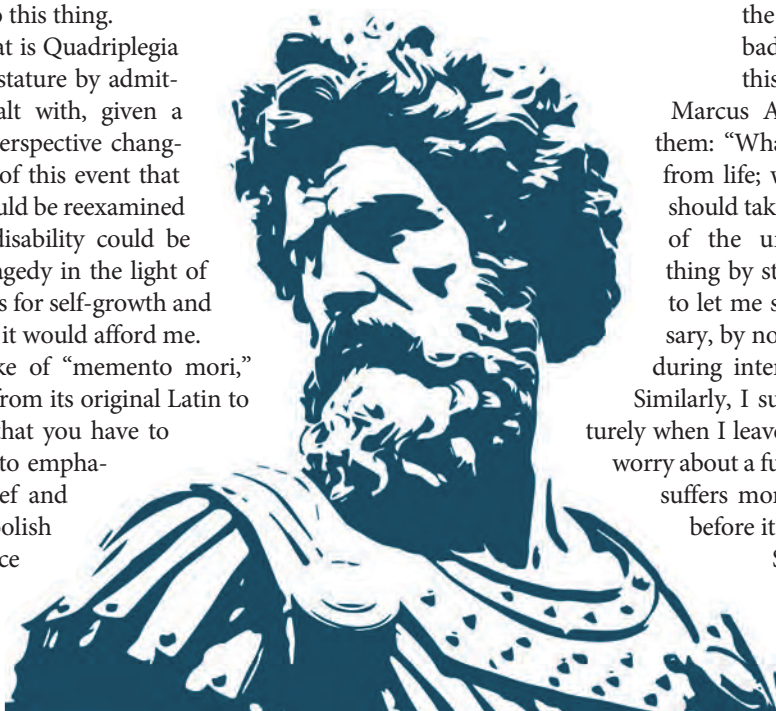 o this thing.
at is Quadriplegia
stature by admit-
alt with, given a
erspective chang-
of this event that
uld be reexamined
disability could be
agedy in the light of
s for self-growth and
it would afford me.
ke of “memento mori,”
from its original Latin to
that you have to
to empha-
ef and
olish
ce
the
bad
this
Marcus A
them: “Wha
from life; w
should tak
of the u
thing by st
to let me s
sary, by no
during inter
Similarly, I su
turely when I leave
worry about a fu
suffers mor
before it
S